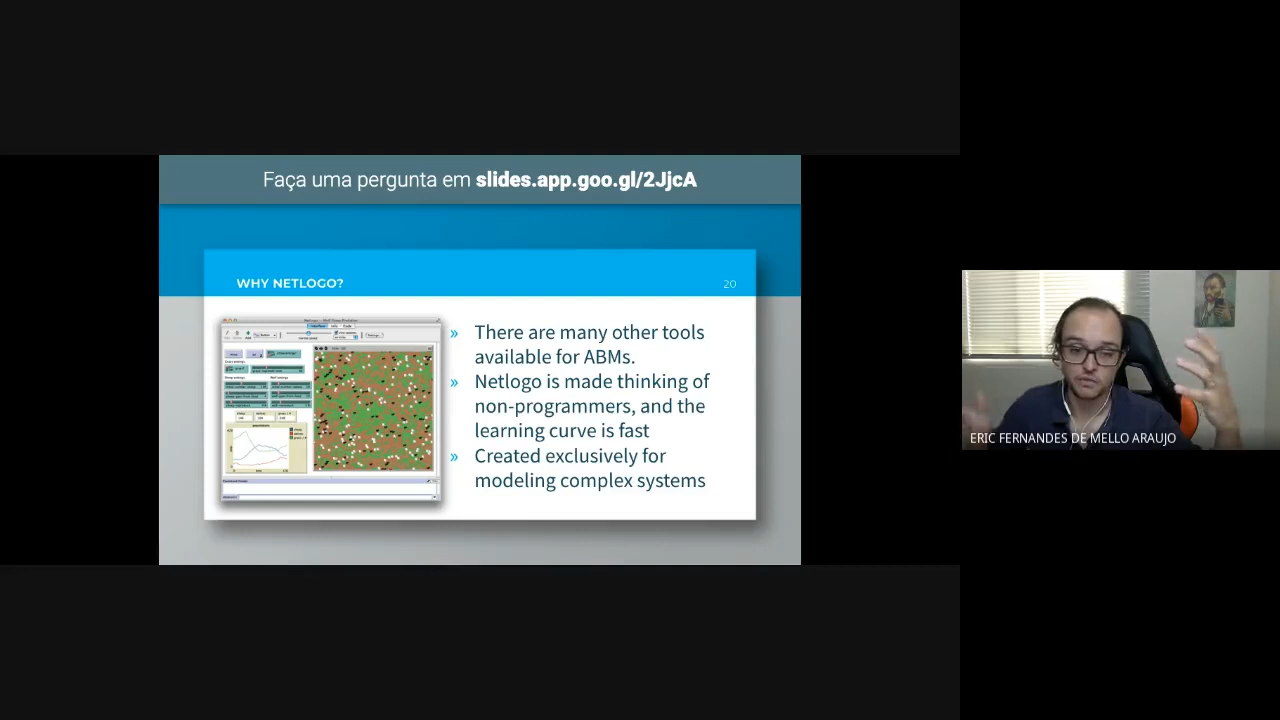 Faça uma pergunta em slides.app.goo.gl/2JjcA
WHY NETLOGO?
20
» There are many other tools
available for ABMs.
» Netlogo is made thinking of
non-programmers, and the
learning curve is fast
» Created exclusively for
modeling complex systems
ERIC FERNANDES DE MELLO ARAUJO